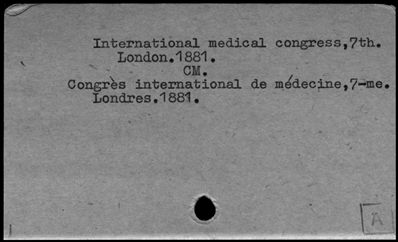 International medical congress,7th.
London.1881.
CM.
Congrès international de médecine,7-me.
Londres.1881.
A